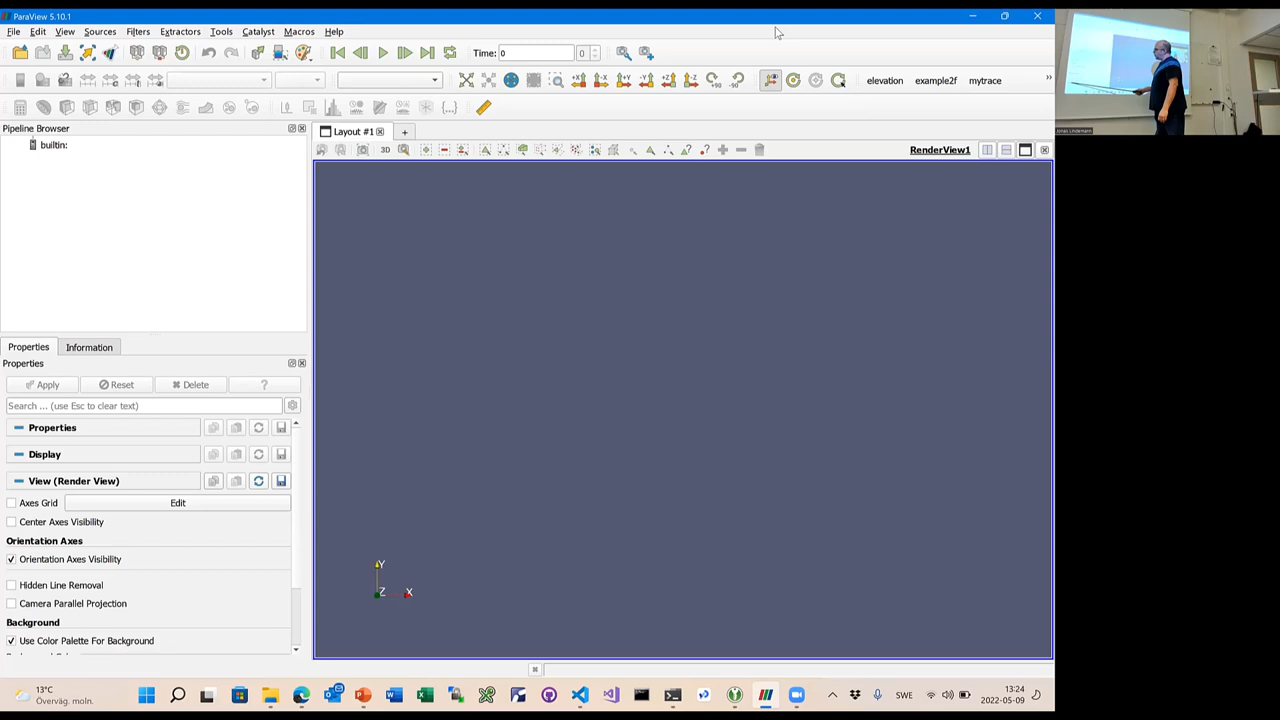 ParaView 5.10.1
File Edit View Sources Filters Extractors Tools Catalyst Macros Help
Time: 0 0
elevation example2f mytrace
Pipeline Browser
Layout #1
builtin:
3D
RenderView1
Properties Information
Properties
Apply Reset Delete ?
Search ... (use Esc to clear text)
Properties
Display
View (Render View)
Axes Grid Edit
Center Axes Visibility
Orientation Axes
Orientation Axes Visibility
Hidden Line Removal
Camera Parallel Projection
Background
Use Color Palette For Background
Y
Z X
13°C
Överväg. moln.
SWE
13:24
2022-05-09
Jonas Lindemann